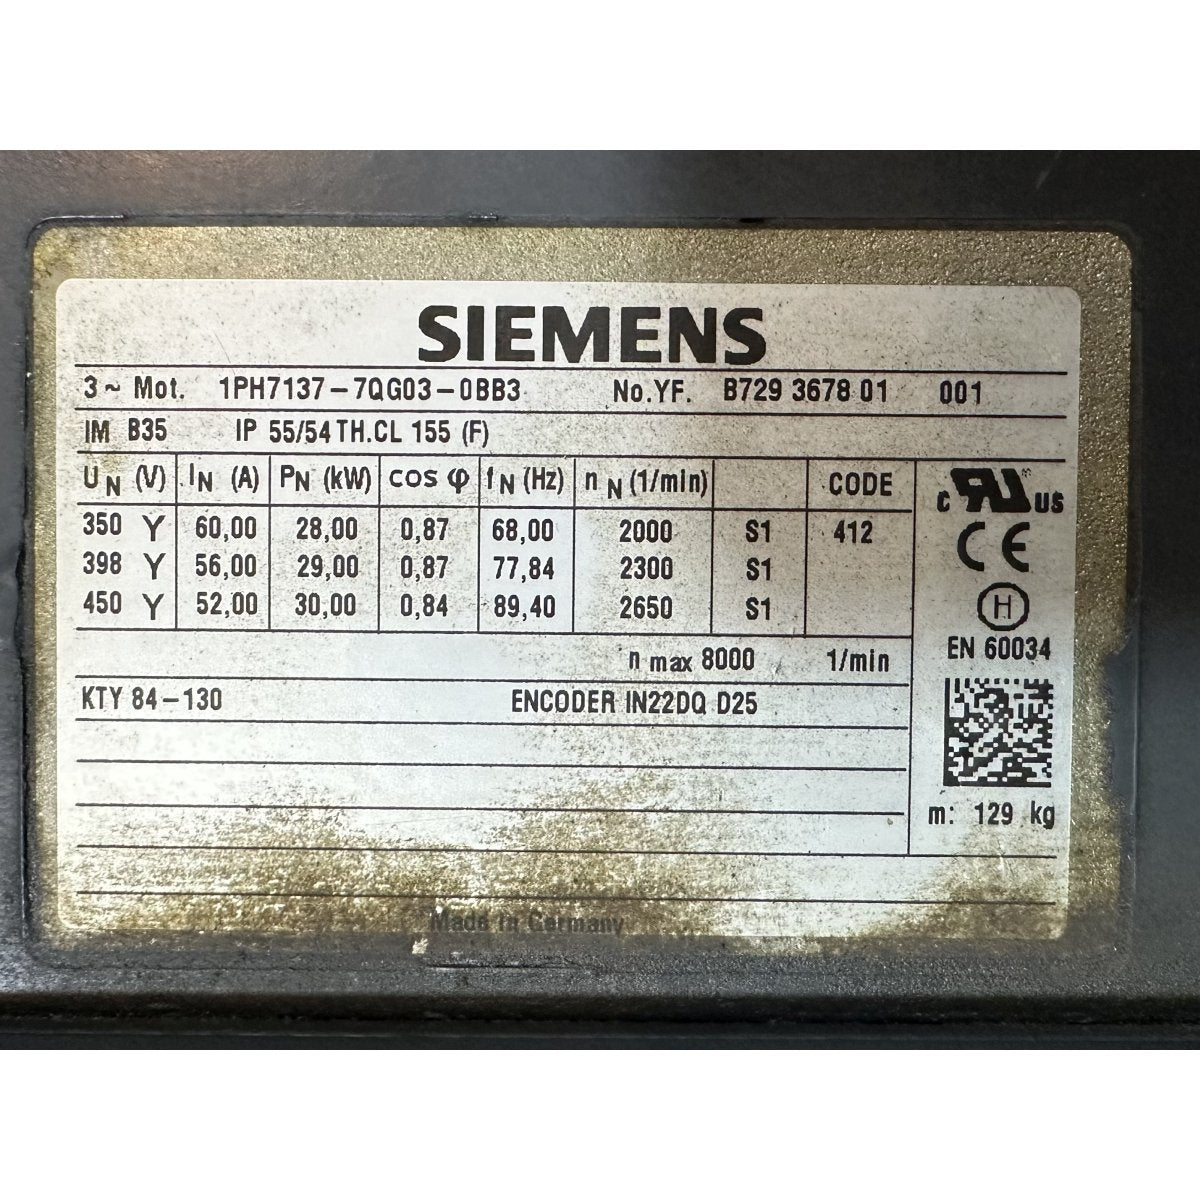 SIEMENS
3~ Mot. 1PH7137-7QG03-0BB3 No.YF. B729 3678 01 001
IM B35 IP 55/54 TH.CL 155 (F)
UN (V) IN (A) PN (kW) cos φ fN (Hz) nN (1/min) CODE
350 Y 60,00 28,00 0,87 68,00 2000 S1 412
398 Y 56,00 29,00 0,87 77,84 2300 S1
450 Y 52,00 30,00 0,84 89,40 2650 S1
c RU US
CE
H
EN 60034
n max 8000 1/min
KTY 84-130 ENCODER IN22DQ D25
m: 129 kg
Made in Germany